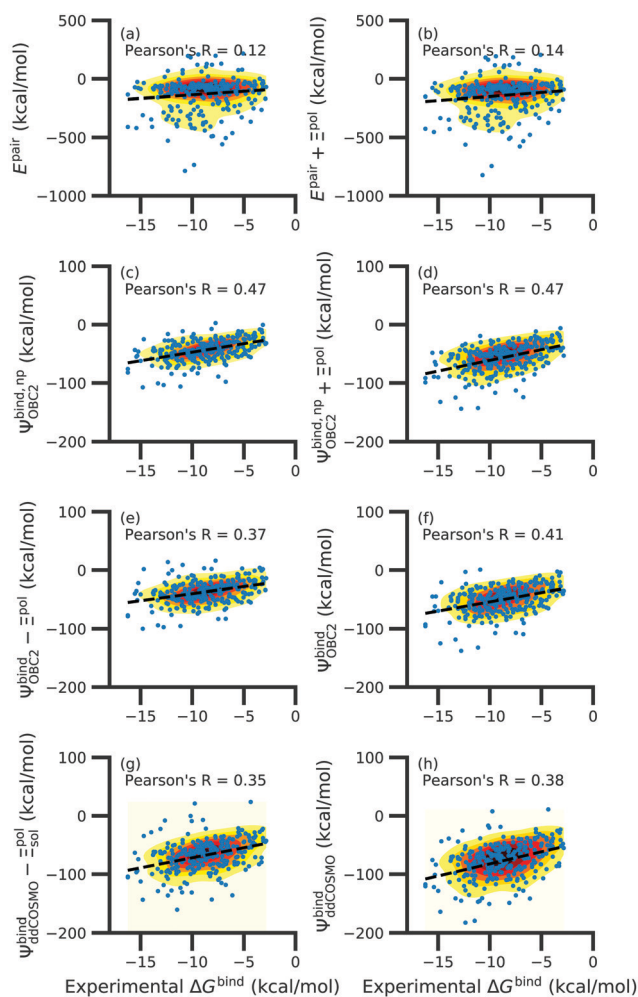 (a)
Pearson's R = 0.12
500
0
−500
−1000
−15 −10 −5 0
E^pair (kcal/mol)
(b)
Pearson's R = 0.14
500
0
−500
−1000
−15 −10 −5 0
E^pair + Ξ^pol (kcal/mol)
(c)
Pearson's R = 0.47
100
0
−100
−200
−15 −10 −5 0
Ψ^bind, np_OBC2 (kcal/mol)
(d)
Pearson's R = 0.47
100
0
−100
−200
−15 −10 −5 0
Ψ^bind, np_OBC2 + Ξ^pol (kcal/mol)
(e)
Pearson's R = 0.37
100
0
−100
−200
−15 −10 −5 0
Ψ^bind_OBC2 − Ξ^pol (kcal/mol)
(f)
Pearson's R = 0.41
100
0
−100
−200
−15 −10 −5 0
Ψ^bind_OBC2 (kcal/mol)
(g)
Pearson's R = 0.35
100
0
−100
−200
−15 −10 −5 0
Ψ^bind_ddCOSMO − Ξ^pol_sol (kcal/mol)
Experimental ΔG^bind (kcal/mol)
(h)
Pearson's R = 0.38
100
0
−100
−200
−15 −10 −5 0
Ψ^bind_ddCOSMO (kcal/mol)
Experimental ΔG^bind (kcal/mol)